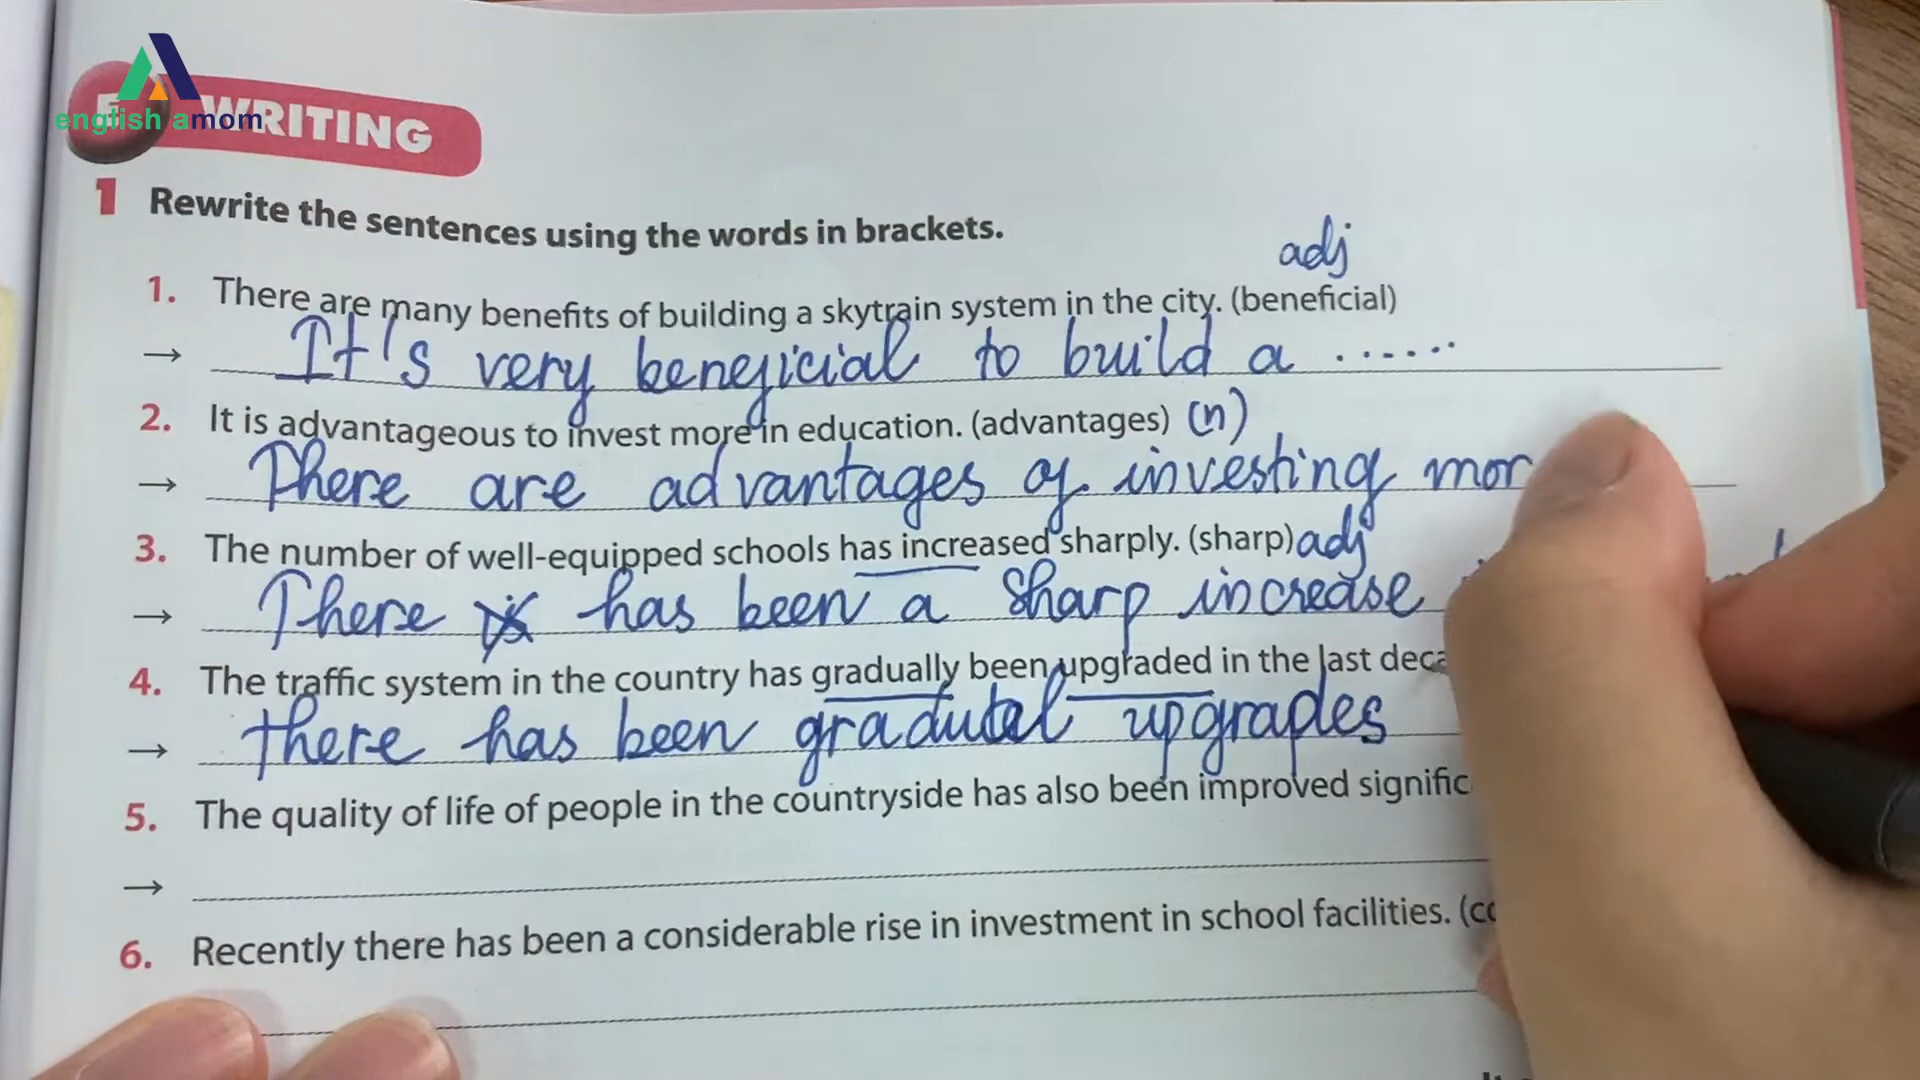 WRITING
english amom
1 Rewrite the sentences using the words in brackets.
adj
1. There are many benefits of building a skytrain system in the city. (beneficial)
→ It's very beneficial to build a ......
2. It is advantageous to invest more in education. (advantages) (n)
→ There are advantages of investing mor
3. The number of well-equipped schools has increased sharply. (sharp) adj
→ There has been a sharp increase
4. The traffic system in the country has gradually been upgraded in the last deca
→ there has been gradutal upgrades
5. The quality of life of people in the countryside has also been improved signific
→
6. Recently there has been a considerable rise in investment in school facilities. (co